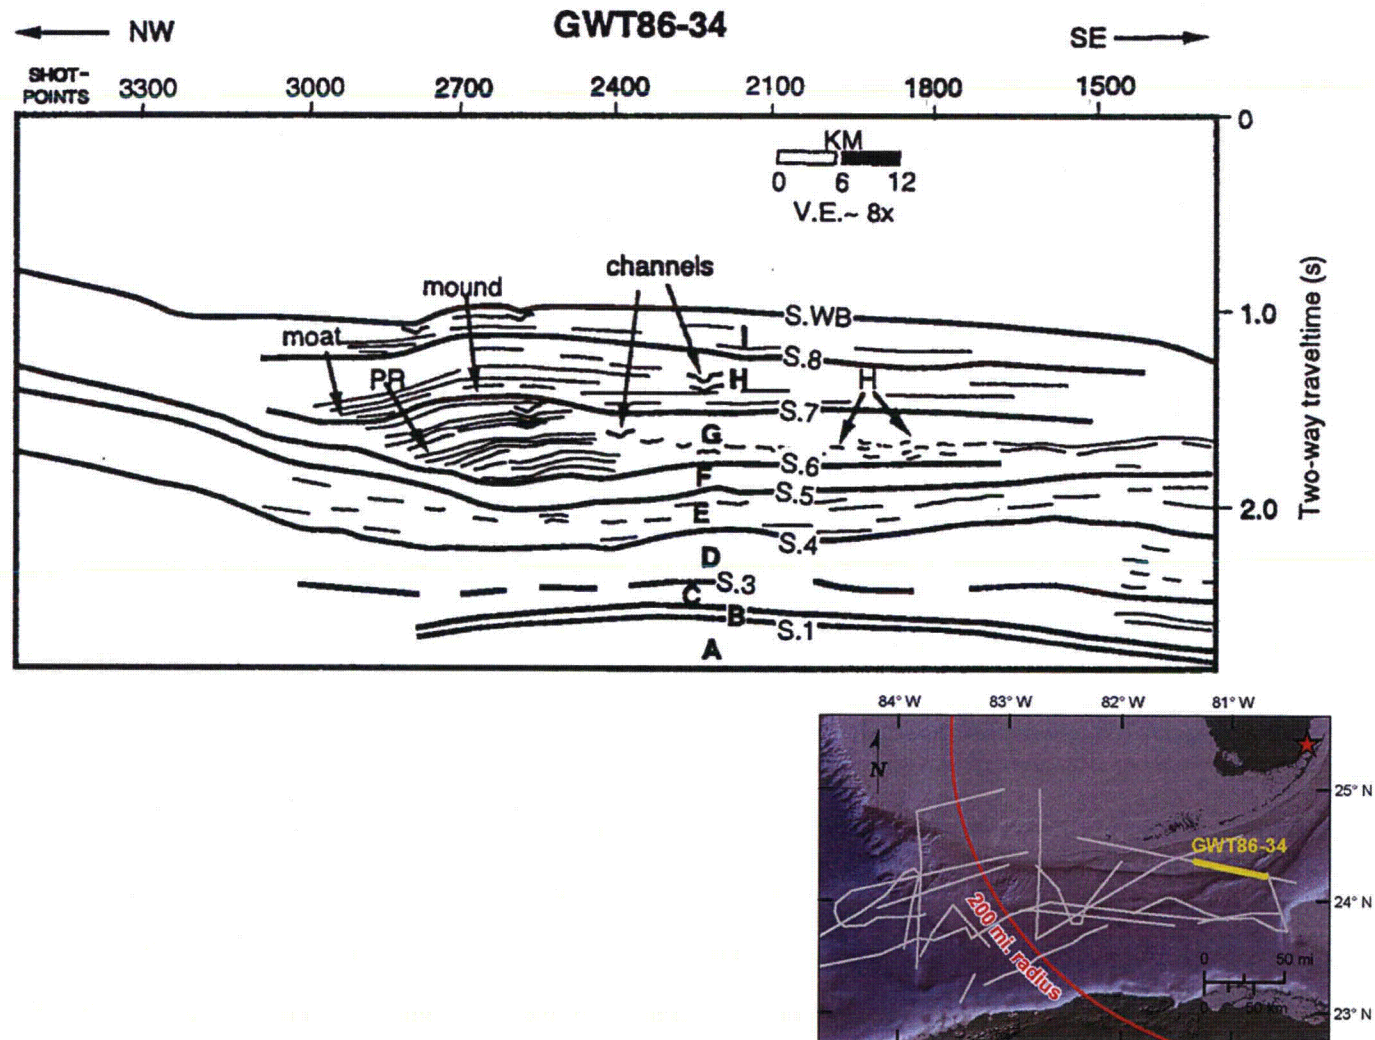 GWT86-34
NW
SE
SHOT-
POINTS
3300 3000 2700 2400 2100 1800 1500
0
KM
0 6 12
V.E.~ 8x
channels
mound
moat
PR
S.WB
1.0
I
S.8
H
H
S.7
G
S.6
F
S.5
E
2.0
S.4
D
S.3
C
B
S.1
A
Two-way traveltime (s)
84° W 83° W 82° W 81° W
N
25° N
GWT86-34
24° N
200 mi. radius
0 50 mi
0 50 km
23° N